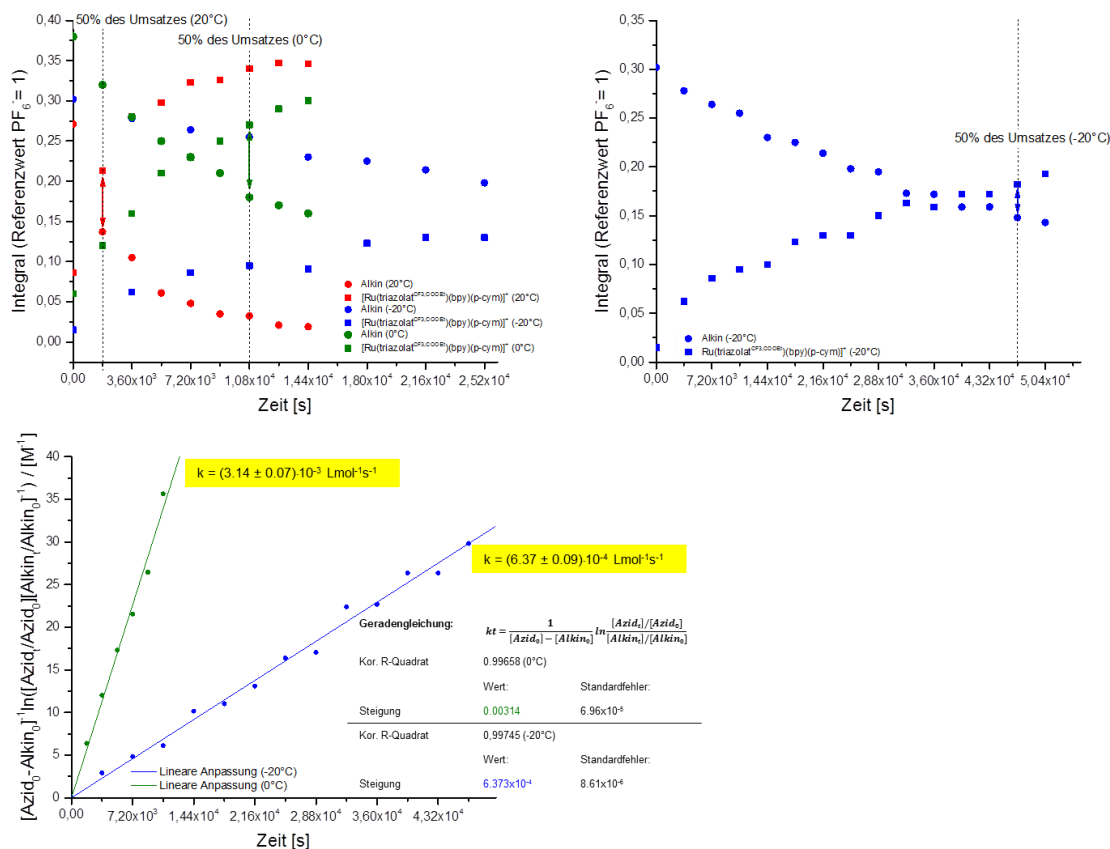 50% des Umsatzes (20°C)
50% des Umsatzes (0°C)
Integral (Referenzwert PF6-= 1)
0,40
0,35
0,30
0,25
0,20
0,15
0,10
0,05
0,00
Alkin (20°C)
[Ru(triazolatCF3,COOEt)(bpy)(p-cym)]+ (20°C)
Alkin (-20°C)
[Ru(triazolatCF3,COOEt)(bpy)(p-cym)]+ (-20°C)
Alkin (0°C)
[Ru(triazolatCF3,COOEt)(bpy)(p-cym)]+ (0°C)
0,00 3,60x10³ 7,20x10³ 1,08x10⁴ 1,44x10⁴ 1,80x10⁴ 2,16x10⁴ 2,52x10⁴
Zeit [s]
Integral (Referenzwert PF6-= 1)
0,35
0,30
0,25
0,20
0,15
0,10
0,05
0,00
50% des Umsatzes (-20°C)
Alkin (-20°C)
Ru(triazolatCF3,COOEt)(bpy)(p-cym)]+ (-20°C)
0,00 7,20x10³ 1,44x10⁴ 2,16x10⁴ 2,88x10⁴ 3,60x10⁴ 4,32x10⁴ 5,04x10⁴
Zeit [s]
[Azid0-Alkin0]-1ln([Azidt/Azid0][Alkint/Alkin0]-1) / [M-1]
40
35
30
25
20
15
10
5
0
k = (3.14 ± 0.07)·10-3 Lmol-1s-1
k = (6.37 ± 0.09)·10-4 Lmol-1s-1
Geradengleichung: kt = 1/([Azid0] − [Alkin0]) ln ([Azidt]/[Azid0])/([Alkint]/[Alkin0])
Kor. R-Quadrat 0.99658 (0°C)
Wert: Standardfehler:
Steigung 0.00314 6.96x10-5
Kor. R-Quadrat 0,99745 (-20°C)
Wert: Standardfehler:
Steigung 6.373x10-4 8.61x10-6
Lineare Anpassung (-20°C)
Lineare Anpassung (0°C)
0,00 7,20x10³ 1,44x10⁴ 2,16x10⁴ 2,88x10⁴ 3,60x10⁴ 4,32x10⁴
Zeit [s]